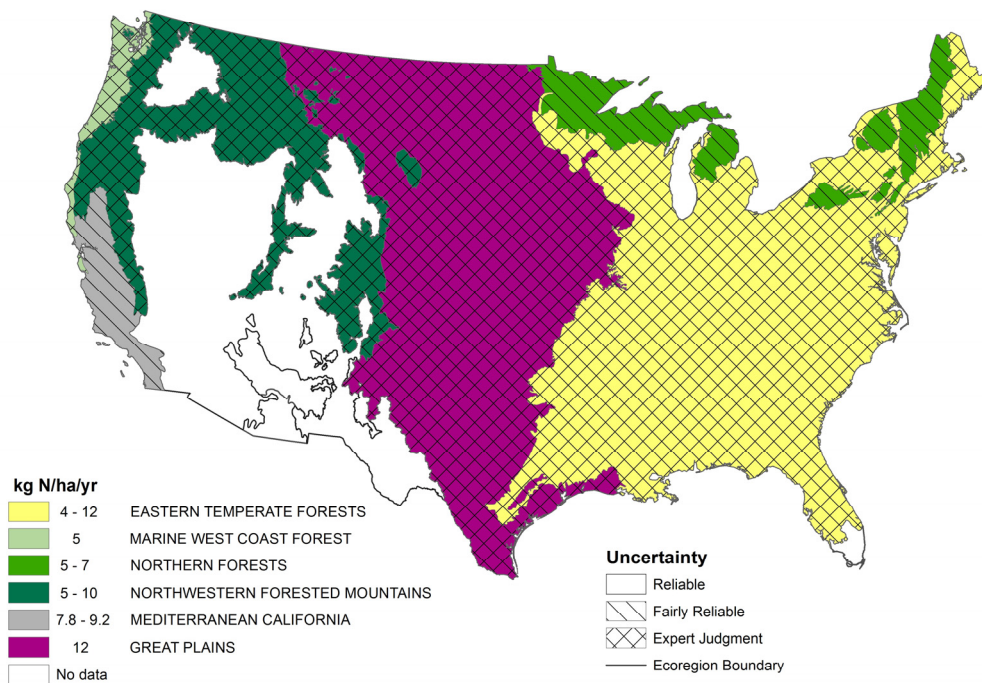 kg N/ha/yr
4 - 12 EASTERN TEMPERATE FORESTS
5 MARINE WEST COAST FOREST
5 - 7 NORTHERN FORESTS
5 - 10 NORTHWESTERN FORESTED MOUNTAINS
7.8 - 9.2 MEDITERRANEAN CALIFORNIA
12 GREAT PLAINS
No data
Uncertainty
Reliable
Fairly Reliable
Expert Judgment
Ecoregion Boundary